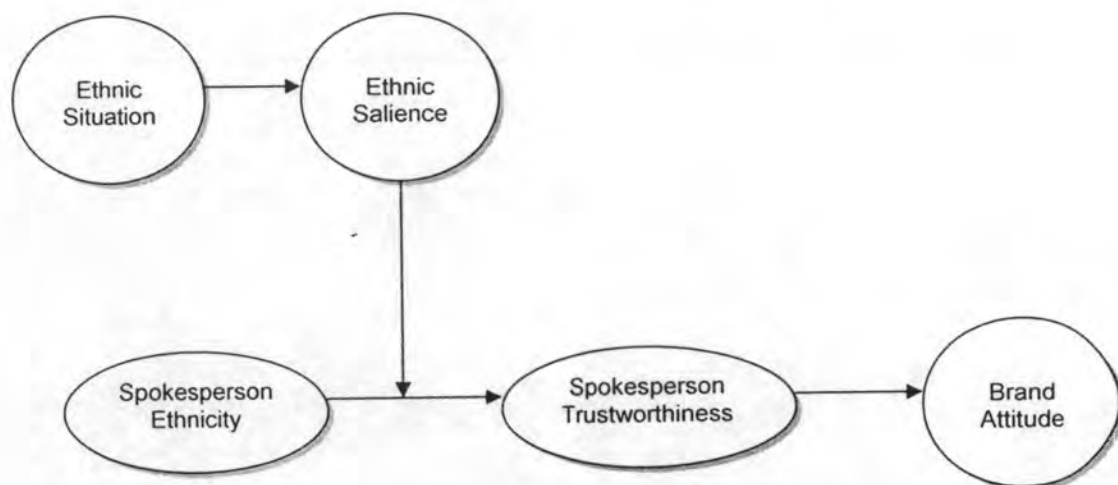 Ethnic
Situation
Ethnic
Salience
Spokesperson
Ethnicity
Spokesperson
Trustworthiness
Brand
Attitude